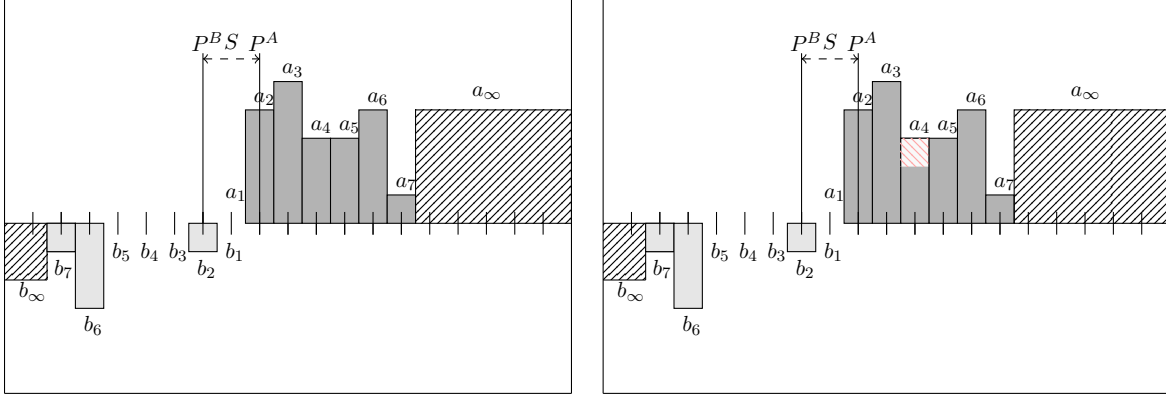 P^B S P^A
a_3
a_2
a_6
a_∞
a_4
a_5
a_1
a_7
b_5
b_4
b_3
b_1
b_7
b_2
b_∞
b_6
P^B S P^A
a_3
a_2
a_6
a_∞
a_4
a_5
a_1
a_7
b_5
b_4
b_3
b_1
b_7
b_2
b_∞
b_6